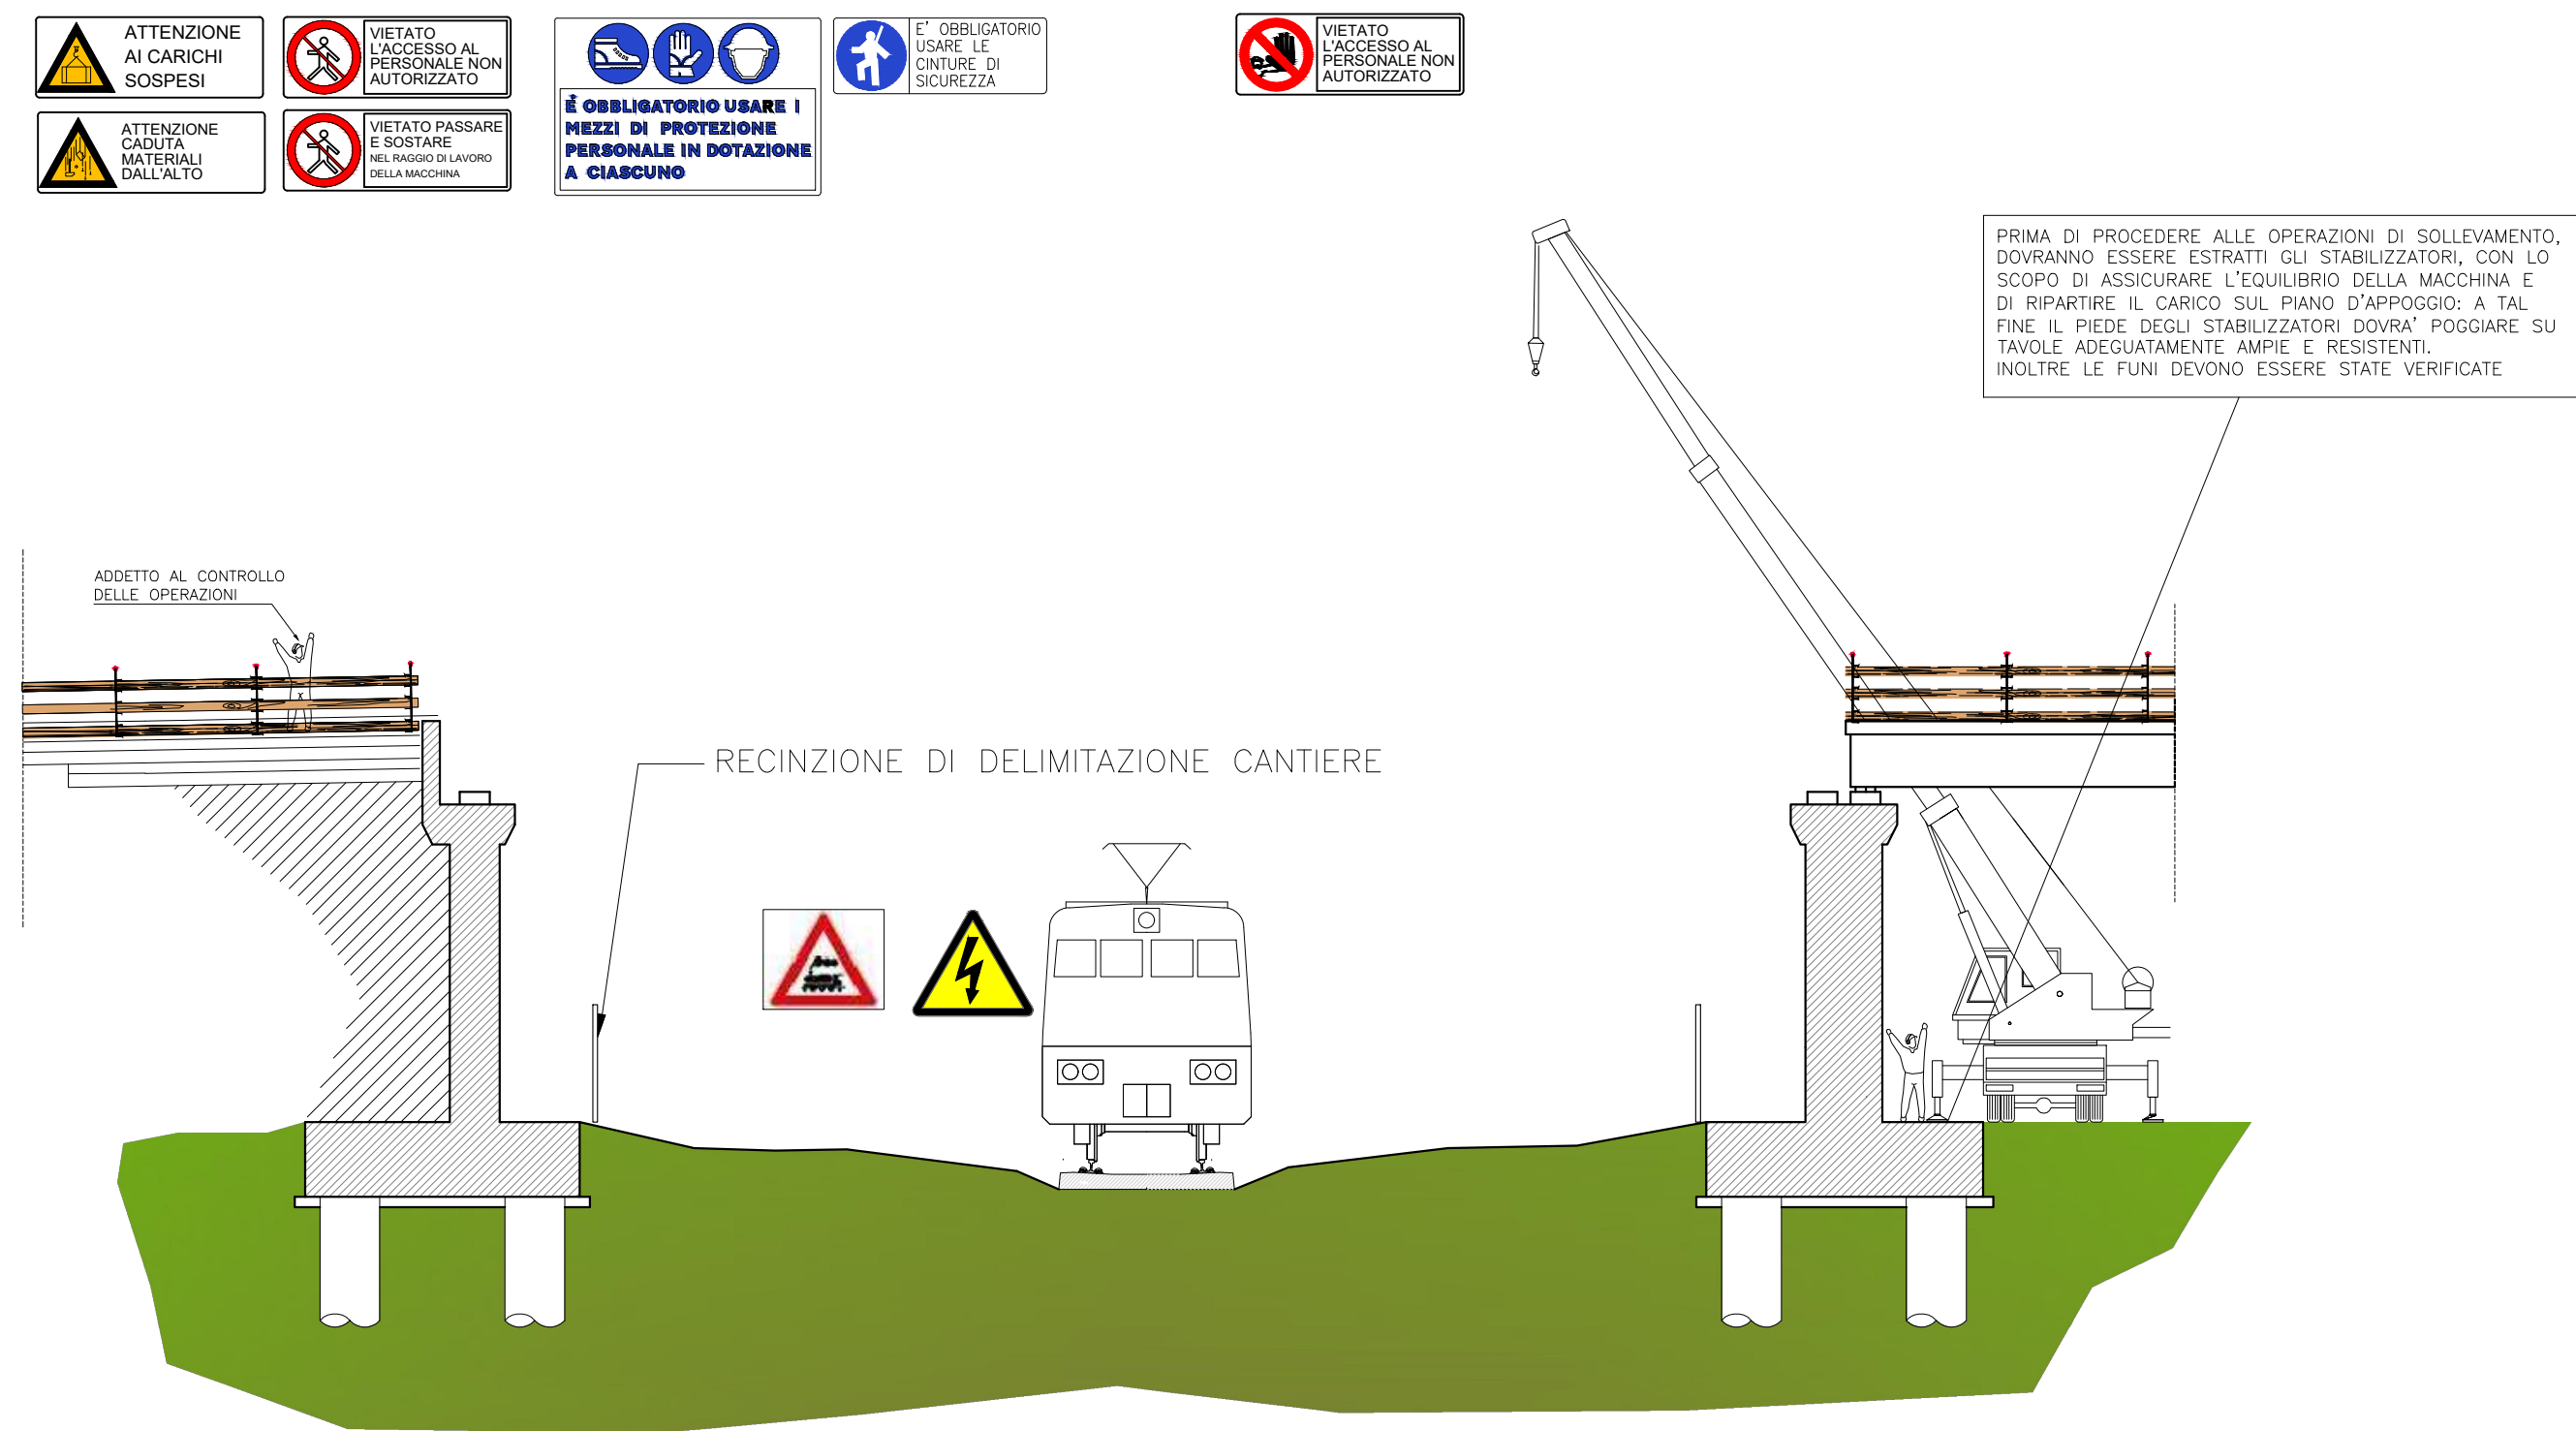 ATTENZIONE
AI CARICHI
SOSPESI
VIETATO
L'ACCESSO AL
PERSONALE NON
AUTORIZZATO
ATTENZIONE
CADUTA
MATERIALI
DALL'ALTO
VIETATO PASSARE
E SOSTARE
NEL RAGGIO DI LAVORO
DELLA MACCHINA
È OBBLIGATORIO USARE I
MEZZI DI PROTEZIONE
PERSONALE IN DOTAZIONE
A CIASCUNO
E' OBBLIGATORIO
USARE LE
CINTURE DI
SICUREZZA
VIETATO
L'ACCESSO AL
PERSONALE NON
AUTORIZZATO
PRIMA DI PROCEDERE ALLE OPERAZIONI DI SOLLEVAMENTO,
DOVRANNO ESSERE ESTRATTI GLI STABILIZZATORI, CON LO
SCOPO DI ASSICURARE L'EQUILIBRIO DELLA MACCHINA E
DI RIPARTIRE IL CARICO SUL PIANO D'APPOGGIO: A TAL
FINE IL PIEDE DEGLI STABILIZZATORI DOVRA' POGGIARE SU
TAVOLE ADEGUATAMENTE AMPIE E RESISTENTI.
INOLTRE LE FUNI DEVONO ESSERE STATE VERIFICATE
ADDETTO AL CONTROLLO
DELLE OPERAZIONI
RECINZIONE DI DELIMITAZIONE CANTIERE